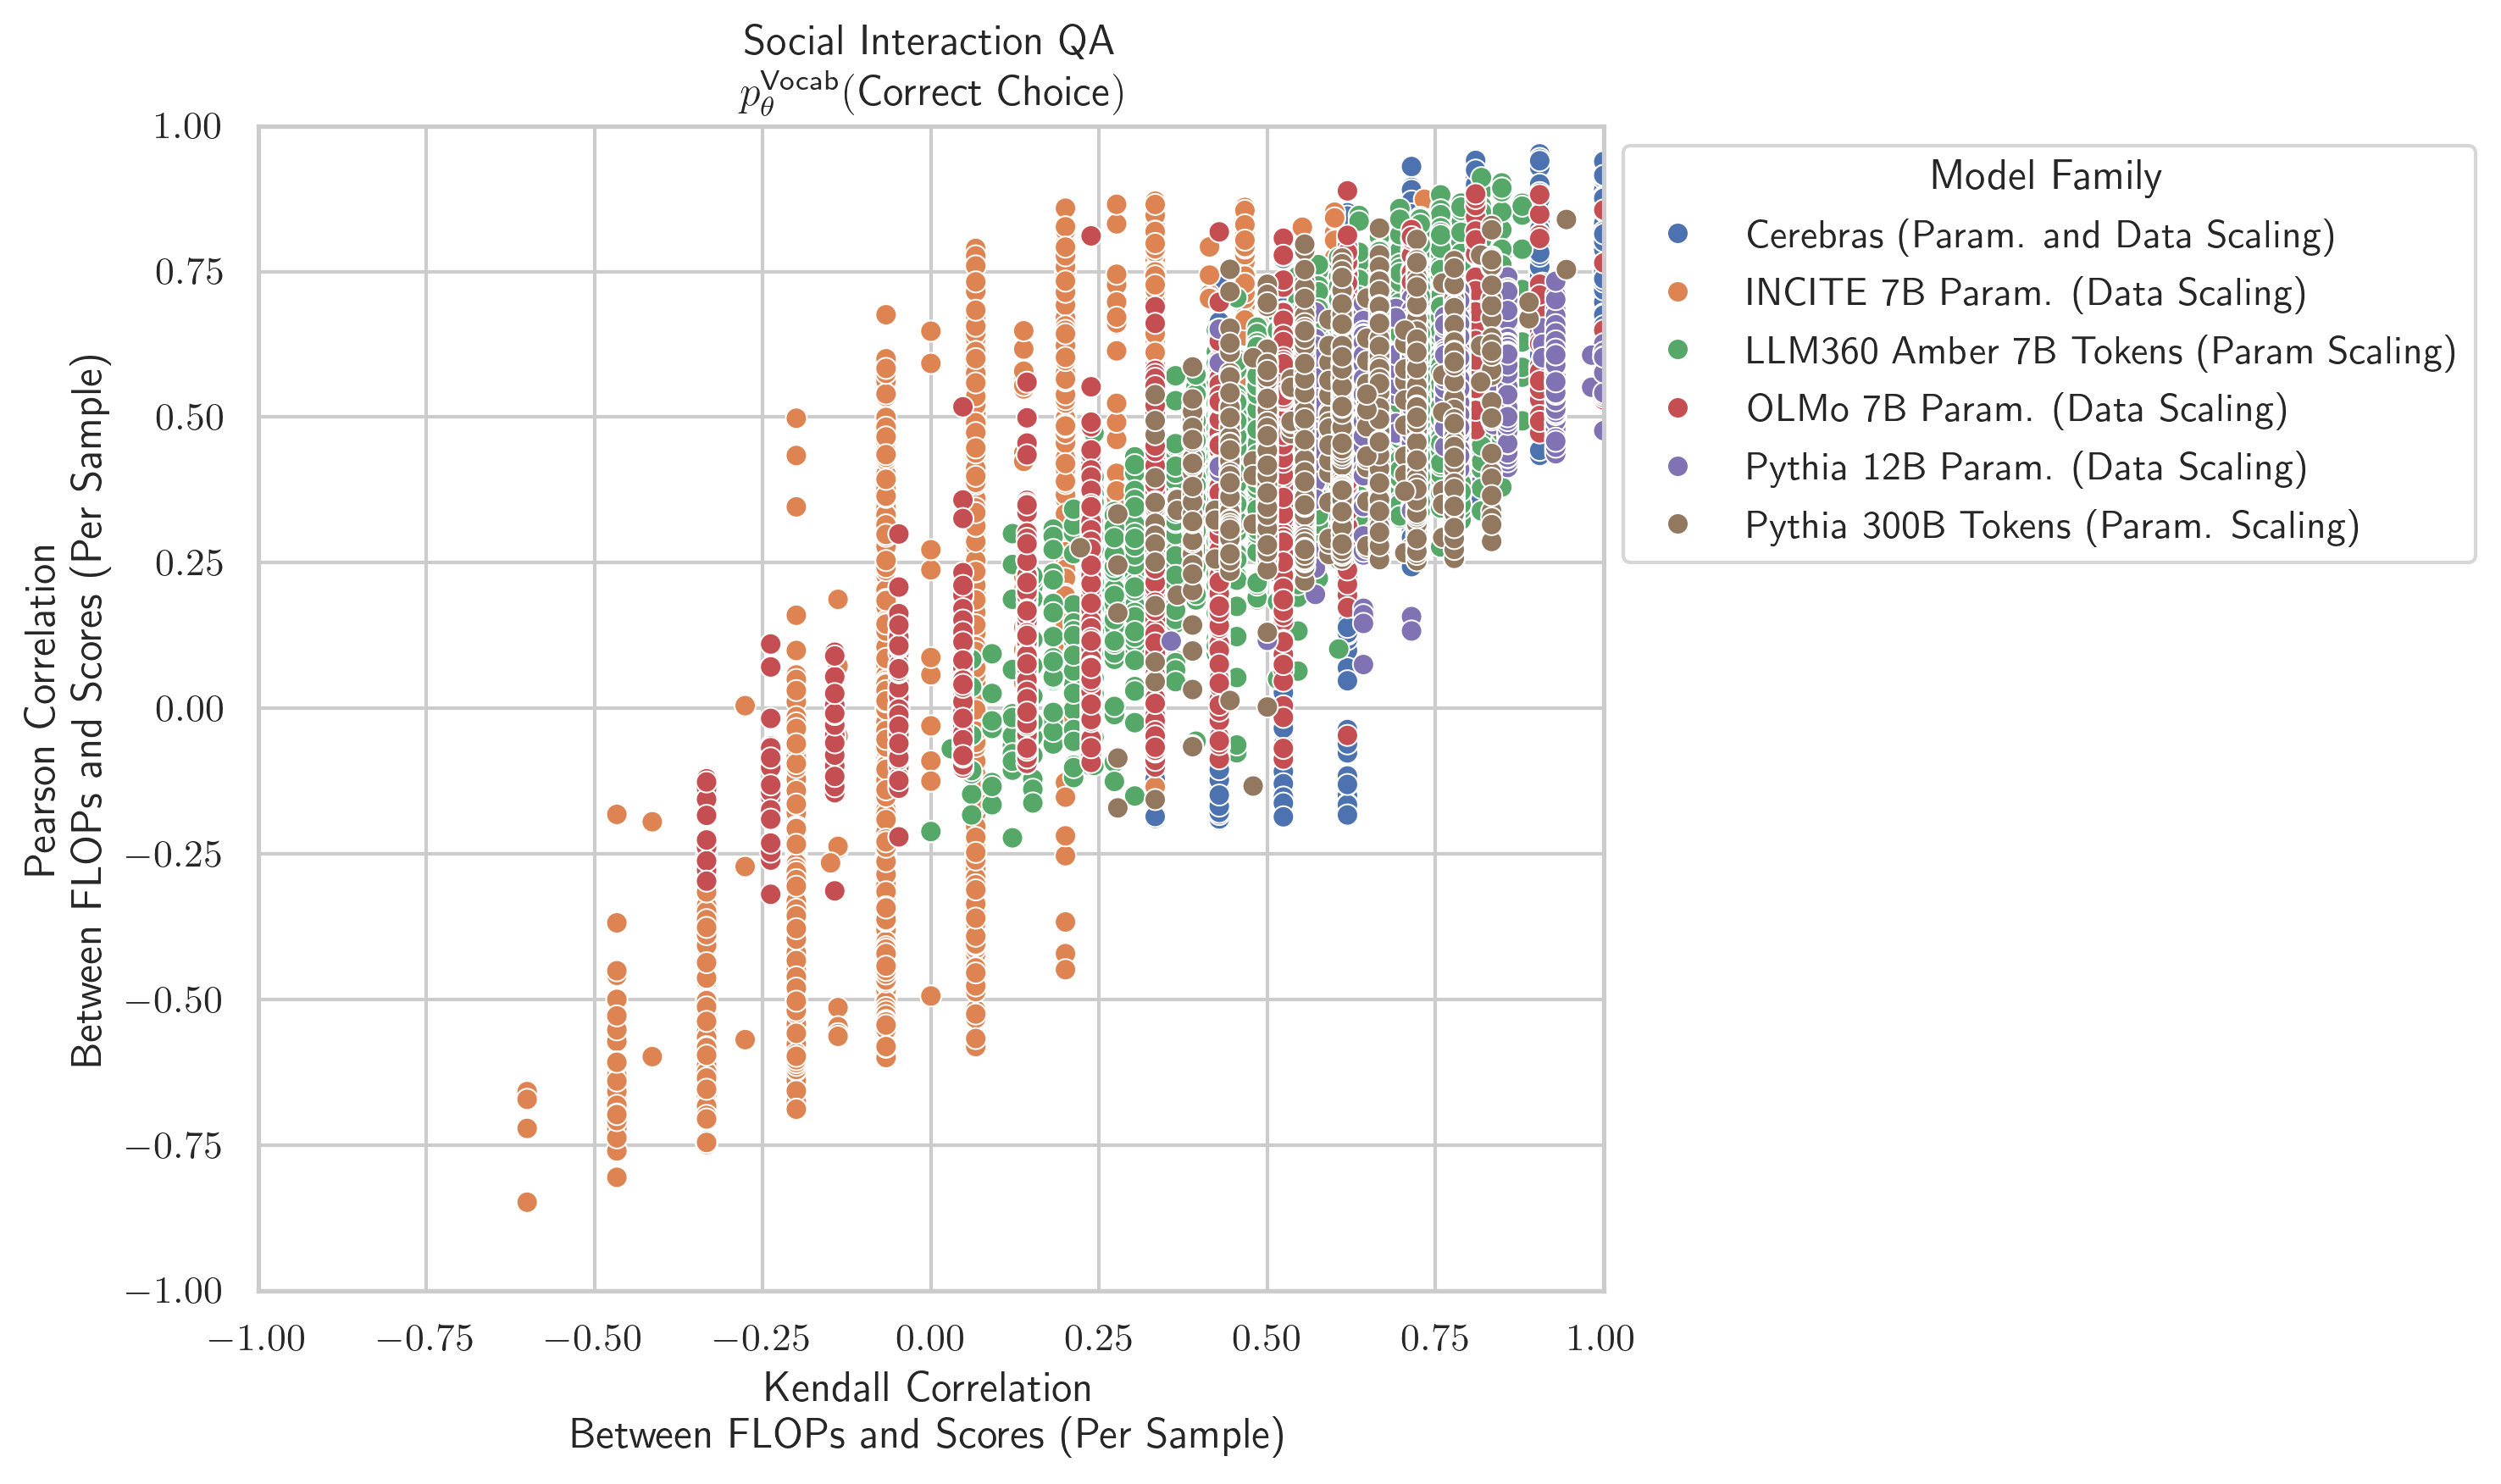 Social Interaction QA
p_θ^Vocab(Correct Choice)
1.00
0.75
0.50
0.25
0.00
−0.25
−0.50
−0.75
−1.00
Pearson Correlation
Between FLOPs and Scores (Per Sample)
−1.00 −0.75 −0.50 −0.25 0.00 0.25 0.50 0.75 1.00
Kendall Correlation
Between FLOPs and Scores (Per Sample)
Model Family
Cerebras (Param. and Data Scaling)
INCITE 7B Param. (Data Scaling)
LLM360 Amber 7B Tokens (Param Scaling)
OLMo 7B Param. (Data Scaling)
Pythia 12B Param. (Data Scaling)
Pythia 300B Tokens (Param. Scaling)